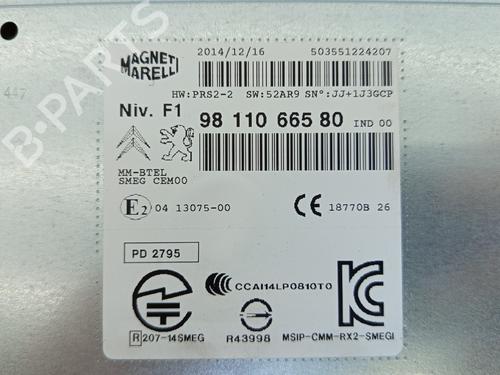 MAGNETI MARELLI
2014/12/16 503551224207
HW:PRS2-2 SW:52AR9 SN°:JJ+1J3GCP
Niv. F1
98 110 665 80 IND 00
MM-BTEL
SMEG CEM00
E2 04 13075-00 CE 18770B 26
PD 2795
CCAI14LP0810T0
R 207-14SMEG R43998 MSIP-CMM-RX2-SMEGI
447
B-PARTS